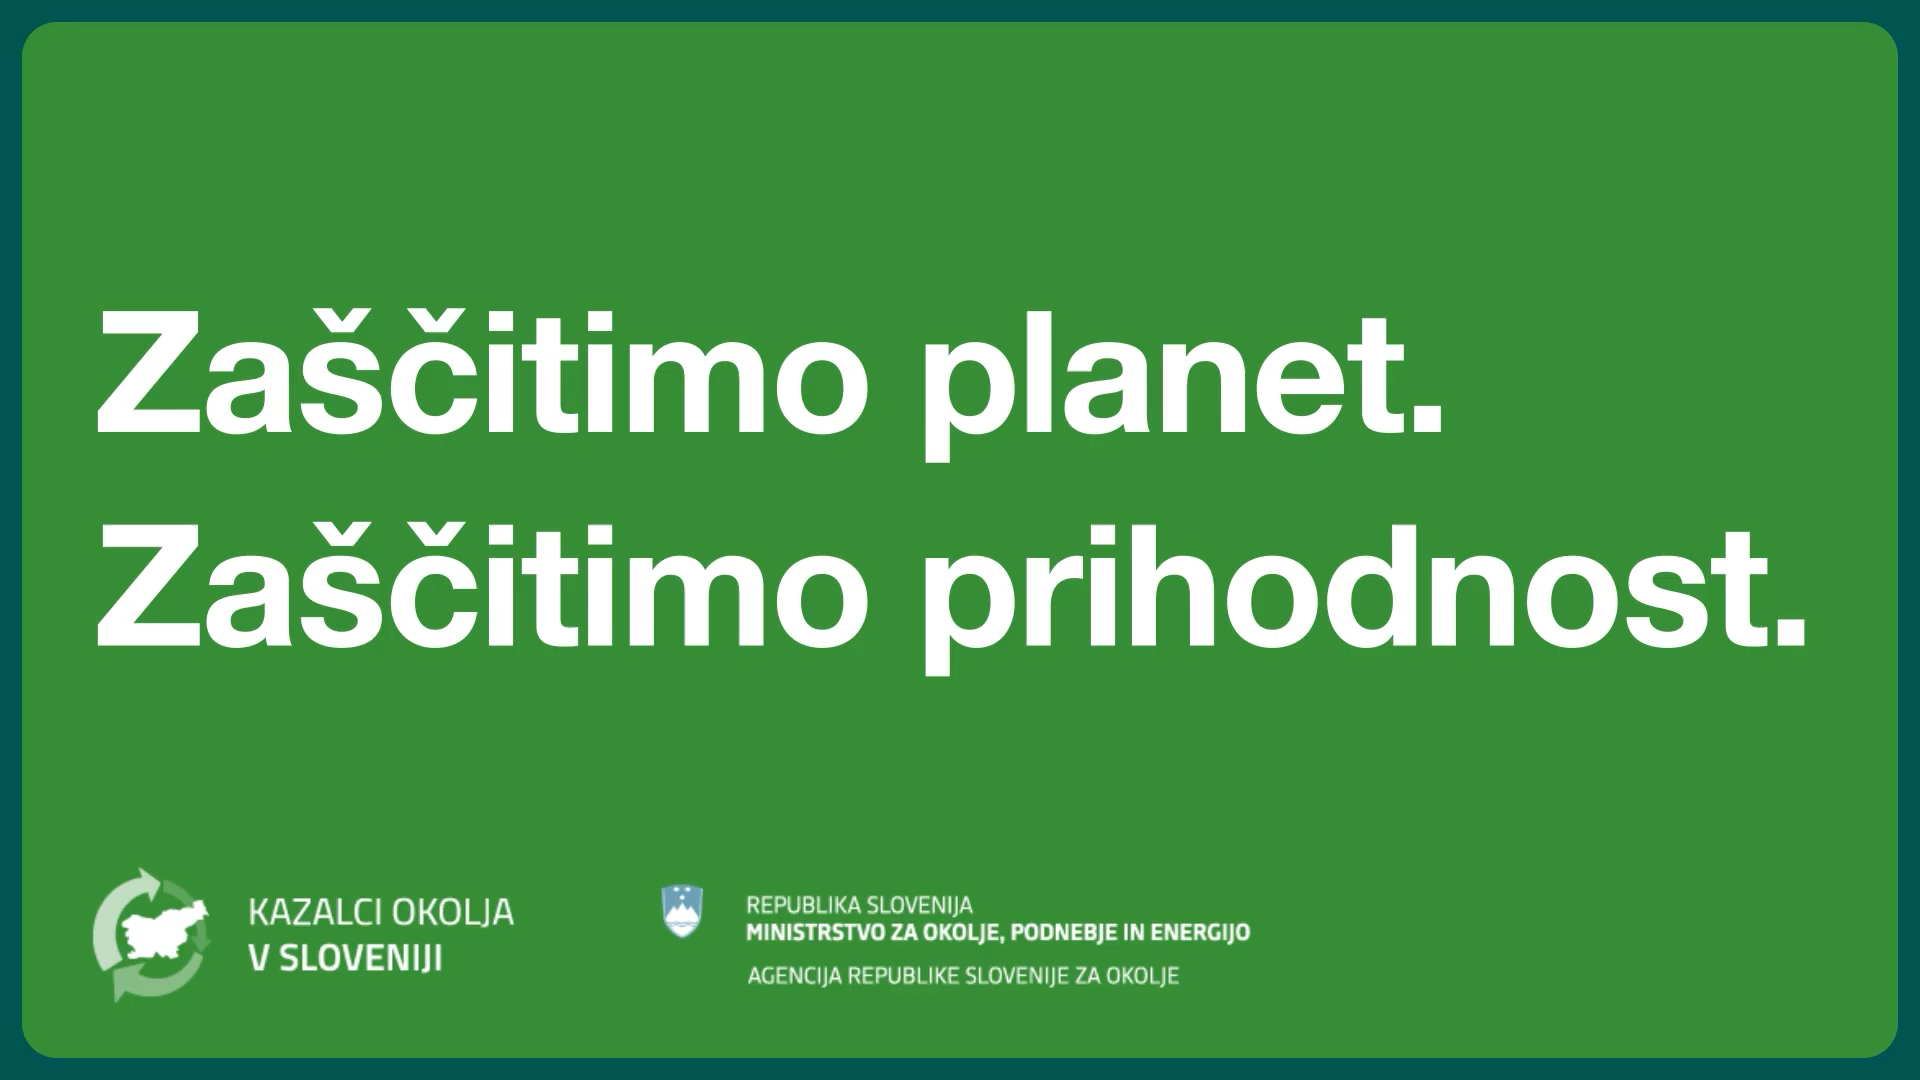 Zaščitimo planet.
Zaščitimo prihodnost.
KAZALCI OKOLJA
V SLOVENIJI
REPUBLIKA SLOVENIJA
MINISTRSTVO ZA OKOLJE, PODNEBJE IN ENERGIJO
AGENCIJA REPUBLIKE SLOVENIJE ZA OKOLJE